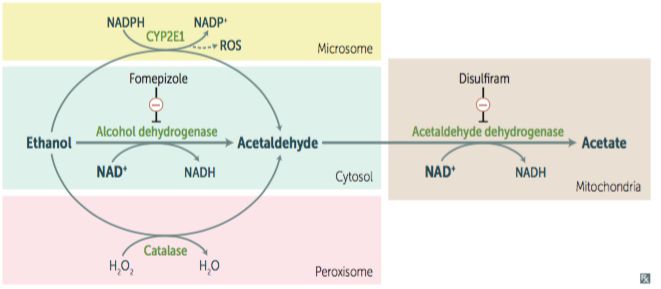 NADPH NADP⁺
CYP2E1
ROS
Microsome
Fomepizole
Disulfiram
Ethanol Alcohol dehydrogenase Acetaldehyde Acetaldehyde dehydrogenase Acetate
NAD⁺ NADH NAD⁺ NADH
Cytosol Mitochondria
Catalase
H₂O₂ H₂O
Peroxisome